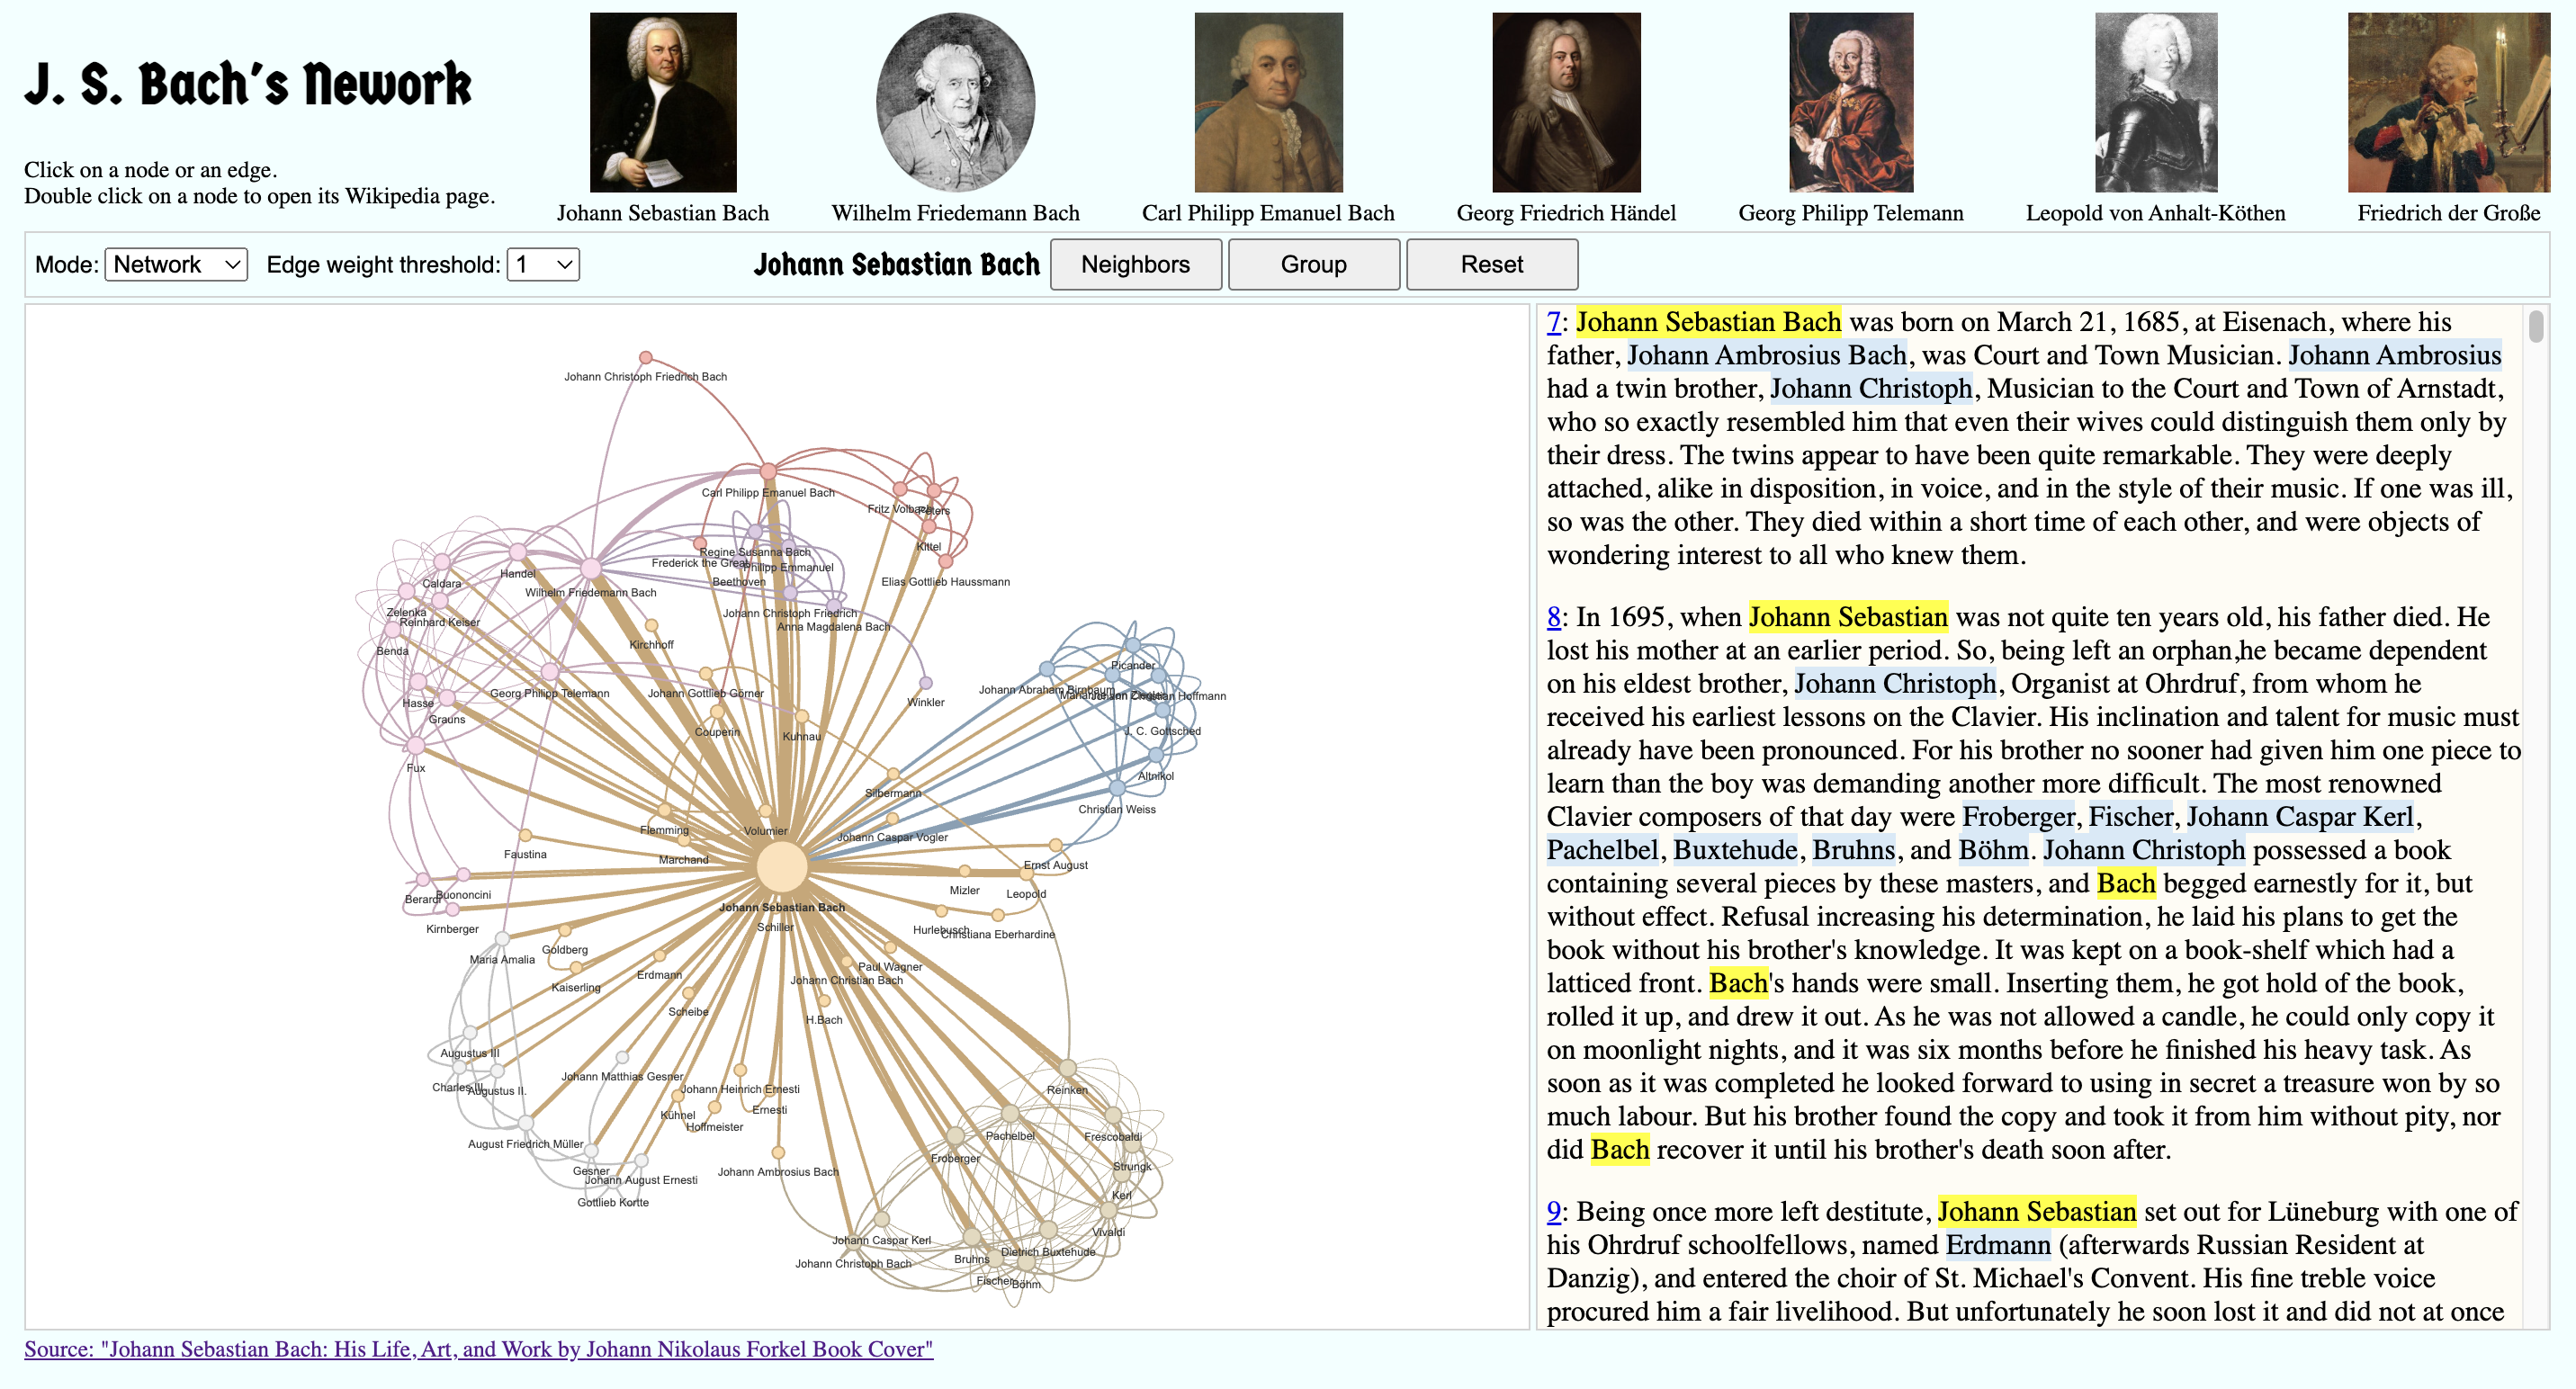 J. S. Bach's Nework
Click on a node or an edge.
Double click on a node to open its Wikipedia page.
Johann Sebastian Bach
Wilhelm Friedemann Bach
Carl Philipp Emanuel Bach
Georg Friedrich Händel
Georg Philipp Telemann
Leopold von Anhalt-Köthen
Friedrich der Große
Mode: Network Edge weight threshold: 1 Johann Sebastian Bach Neighbors Group Reset
Johann Christoph Friedrich Bach
Carl Philipp Emanuel Bach
Fritz Volbach
Peters
Kittel
Elias Gottlieb Haussmann
Regine Susanna Bach
Frederick the Great
Philipp Emmanuel
Beethoven
Johann Christoph Friedrich
Anna Magdalena Bach
Handel
Caldara
Wilhelm Friedemann Bach
Zelenka
Reinhard Keiser
Benda
Kirchhoff
Georg Philipp Telemann
Johann Gottlieb Görner
Hasse
Grauns
Couperin
Kuhnau
Winkler
Fux
Picander
Johann Abraham Birnbaum
Mariane von Ziegler
Johann Christian Hoffmann
J. C. Gottsched
Altnikol
Christian Weiss
Silbermann
Flemming
Volumier
Johann Caspar Vogler
Faustina
Marchand
Ernst August
Mizler
Leopold
Berardi
Buononcini
Kirnberger
Johann Sebastian Bach
Schiller
Hurlebusch
Christiana Eberhardine
Maria Amalia
Goldberg
Kaiserling
Erdmann
Paul Wagner
Johann Christian Bach
Scheibe
H.Bach
Augustus III
Charles III.
Augustus II.
Johann Matthias Gesner
Johann Heinrich Ernesti
Kühnel
Ernesti
Hoffmeister
August Friedrich Müller
Gesner
Johann August Ernesti
Gottlieb Kortte
Johann Ambrosius Bach
Reinken
Pachelbel
Frescobaldi
Froberger
Strungk
Kerl
Vivaldi
Johann Caspar Kerl
Johann Christoph Bach
Bruhns
Dietrich Buxtehude
Fischer
Böhm
7: Johann Sebastian Bach was born on March 21, 1685, at Eisenach, where his
father, Johann Ambrosius Bach, was Court and Town Musician. Johann Ambrosius
had a twin brother, Johann Christoph, Musician to the Court and Town of Arnstadt,
who so exactly resembled him that even their wives could distinguish them only by
their dress. The twins appear to have been quite remarkable. They were deeply
attached, alike in disposition, in voice, and in the style of their music. If one was ill,
so was the other. They died within a short time of each other, and were objects of
wondering interest to all who knew them.
8: In 1695, when Johann Sebastian was not quite ten years old, his father died. He
lost his mother at an earlier period. So, being left an orphan,he became dependent
on his eldest brother, Johann Christoph, Organist at Ohrdruf, from whom he
received his earliest lessons on the Clavier. His inclination and talent for music must
already have been pronounced. For his brother no sooner had given him one piece to
learn than the boy was demanding another more difficult. The most renowned
Clavier composers of that day were Froberger, Fischer, Johann Caspar Kerl,
Pachelbel, Buxtehude, Bruhns, and Böhm. Johann Christoph possessed a book
containing several pieces by these masters, and Bach begged earnestly for it, but
without effect. Refusal increasing his determination, he laid his plans to get the
book without his brother's knowledge. It was kept on a book-shelf which had a
latticed front. Bach's hands were small. Inserting them, he got hold of the book,
rolled it up, and drew it out. As he was not allowed a candle, he could only copy it
on moonlight nights, and it was six months before he finished his heavy task. As
soon as it was completed he looked forward to using in secret a treasure won by so
much labour. But his brother found the copy and took it from him without pity, nor
did Bach recover it until his brother's death soon after.
9: Being once more left destitute, Johann Sebastian set out for Lüneburg with one of
his Ohrdruf schoolfellows, named Erdmann (afterwards Russian Resident at
Danzig), and entered the choir of St. Michael's Convent. His fine treble voice
procured him a fair livelihood. But unfortunately he soon lost it and did not at once
Source: "Johann Sebastian Bach: His Life, Art, and Work by Johann Nikolaus Forkel Book Cover"